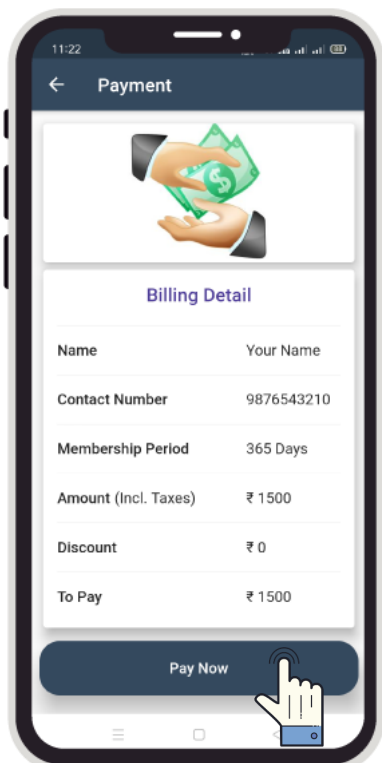 11:22
Payment
$
Billing Detail
Name Your Name
Contact Number 9876543210
Membership Period 365 Days
Amount (Incl. Taxes) ₹ 1500
Discount ₹ 0
To Pay ₹ 1500
Pay Now